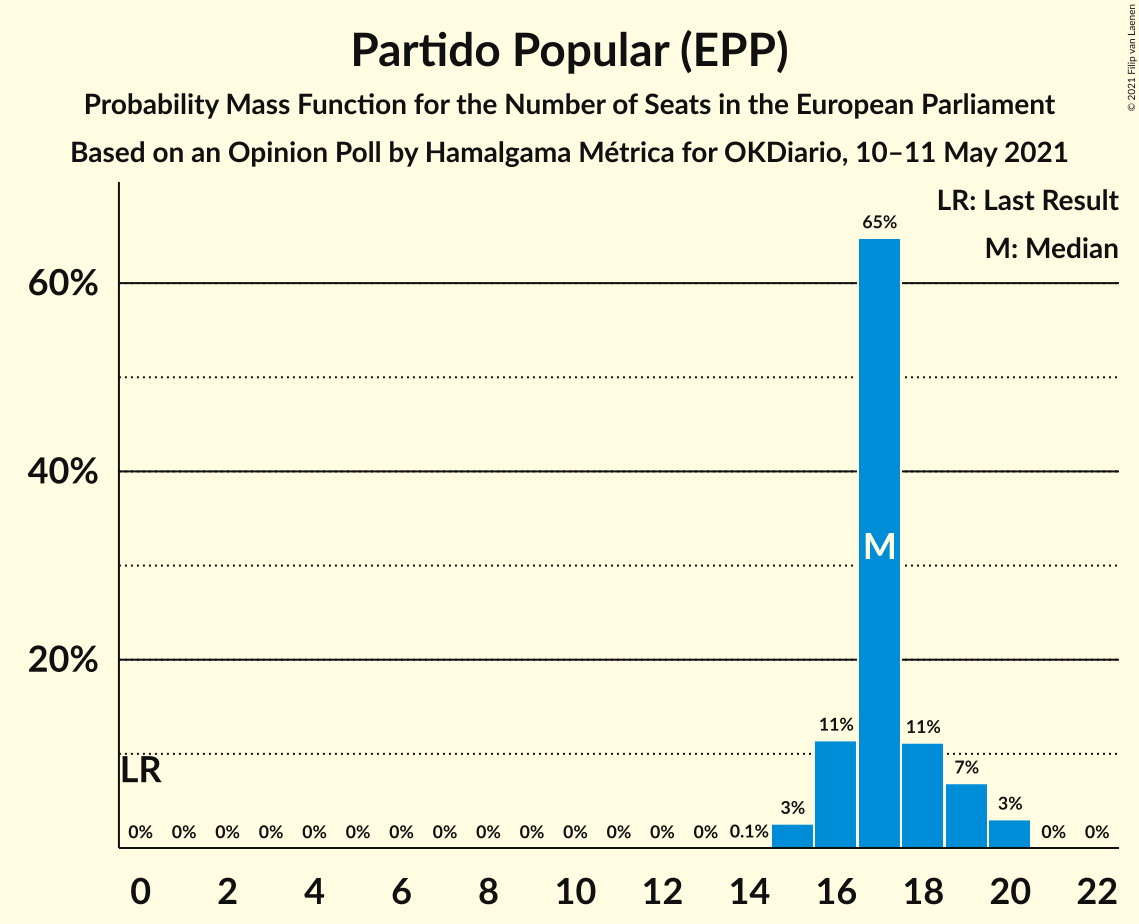 Partido Popular (EPP)
Probability Mass Function for the Number of Seats in the European Parliament
Based on an Opinion Poll by Hamalgama Métrica for OKDiario, 10–11 May 2021
© 2021 Filip van Laenen
LR: Last Result
M: Median
65%
60%
40%
M
20%
11% 11%
7%
LR
3% 3%
0% 0% 0% 0% 0% 0% 0% 0% 0% 0% 0% 0% 0% 0% 0.1% 0% 0%
0 2 4 6 8 10 12 14 16 18 20 22